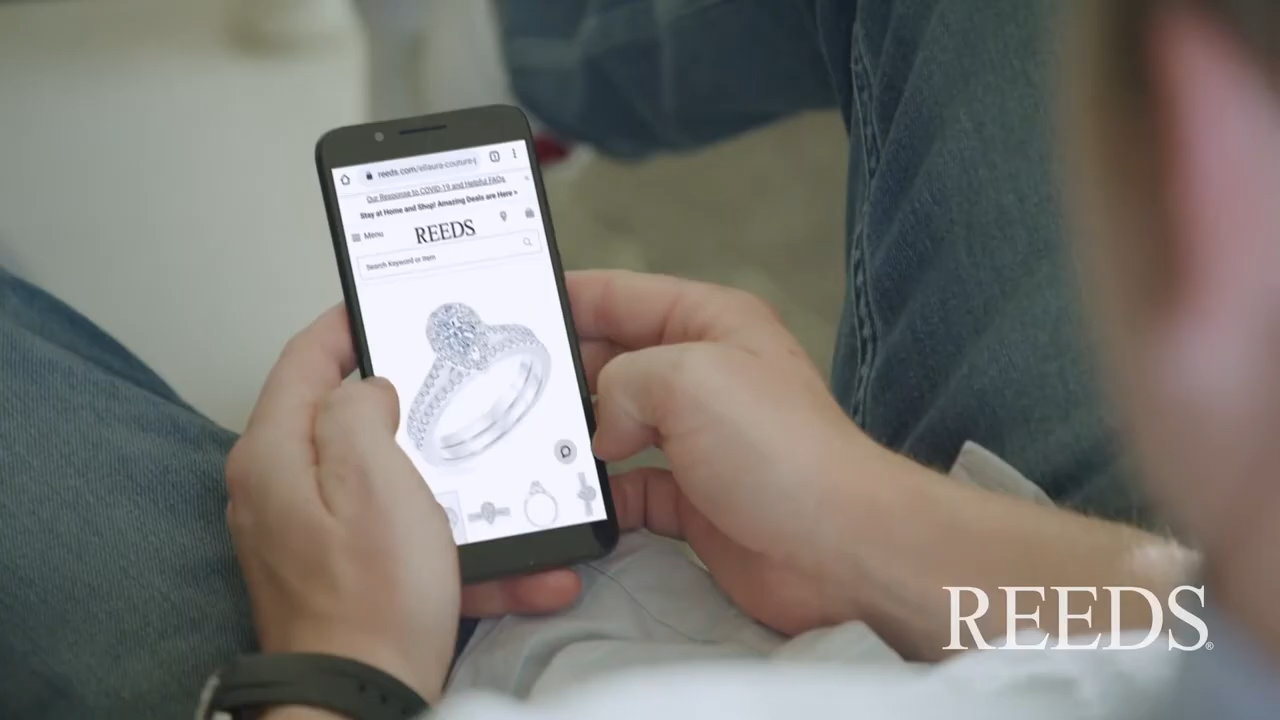 reeds.com/ellaura-couture-
Our Response to COVID-19 and Helpful FAQs
Stay at Home and Shop! Amazing Deals are Here >
Menu
REEDS
Search Keyword or Item
REEDS®